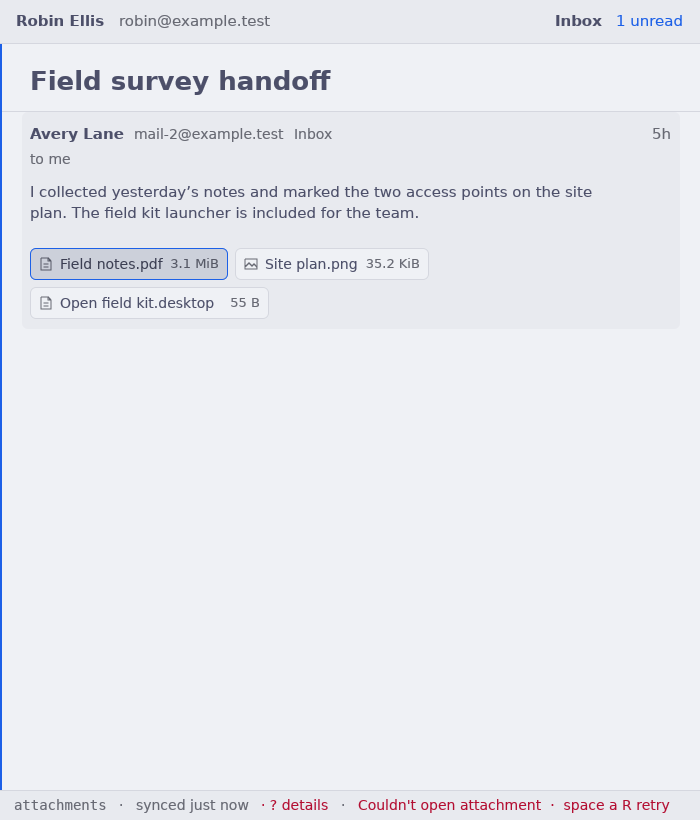 Robin Ellis robin@example.test Inbox 1 unread
Field survey handoff
Avery Lane mail-2@example.test Inbox 5h
to me
I collected yesterday’s notes and marked the two access points on the site
plan. The field kit launcher is included for the team.
Field notes.pdf 3.1 MiB Site plan.png 35.2 KiB
Open field kit.desktop 55 B
attachments · synced just now · ? details · Couldn't open attachment · space a R retry